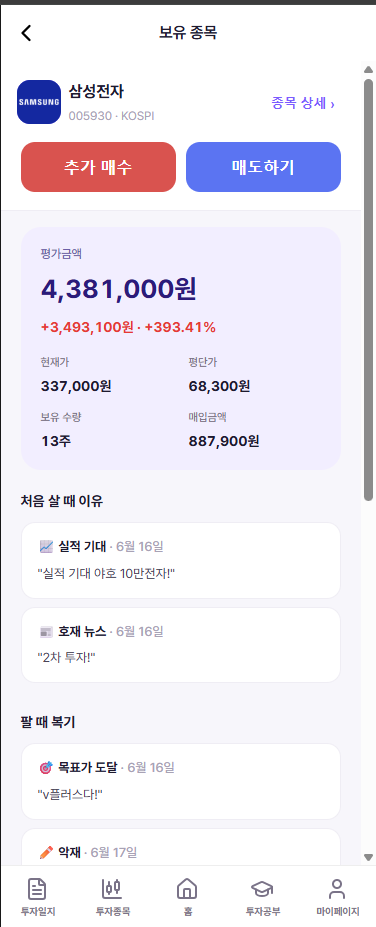 보유 종목
SAMSUNG
삼성전자
005930 · KOSPI
종목 상세 ›
추가 매수
매도하기
평가금액
4,381,000원
+3,493,100원 · +393.41%
현재가
평단가
337,000원
68,300원
보유 수량
매입금액
13주
887,900원
처음 살 때 이유
실적 기대 · 6월 16일
"실적 기대 야호 10만전자!"
호재 뉴스 · 6월 16일
"2차 투자!"
팔 때 복기
목표가 도달 · 6월 16일
"v플러스다!"
악재 · 6월 17일
투자일지
투자종목
홈
투자공부
마이페이지